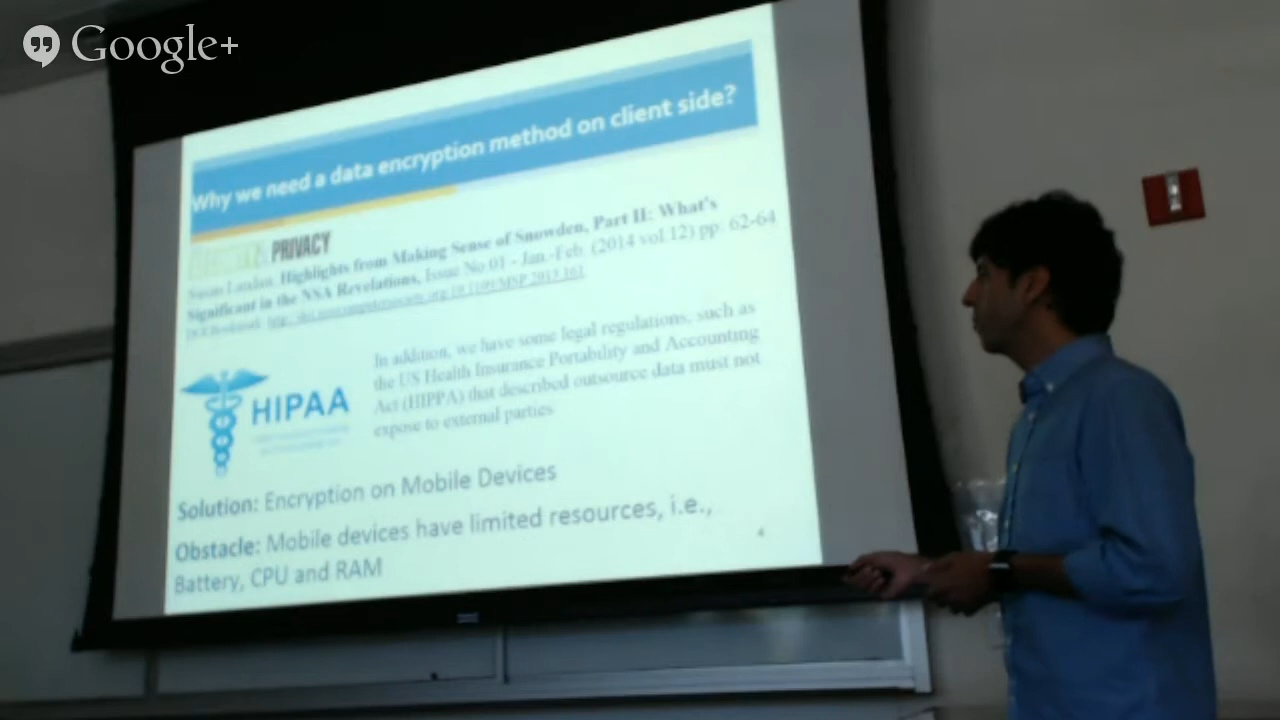 Google+
Why we need a data encryption method on client side?
PRIVACY
Susan Landau, Highlights from Making Sense of Snowden, Part II: What's
Significant in the NSA Revelations, Issue No.01 - Jan.-Feb. (2014 vol.12) pp. 62-64
HIPAA
In addition, we have some legal regulations, such as
the US Health Insurance Portability and Accounting
Act (HIPPA) that described outsource data must not
expose to external parties
Solution: Encryption on Mobile Devices
Obstacle: Mobile devices have limited resources, i.e.,
Battery, CPU and RAM